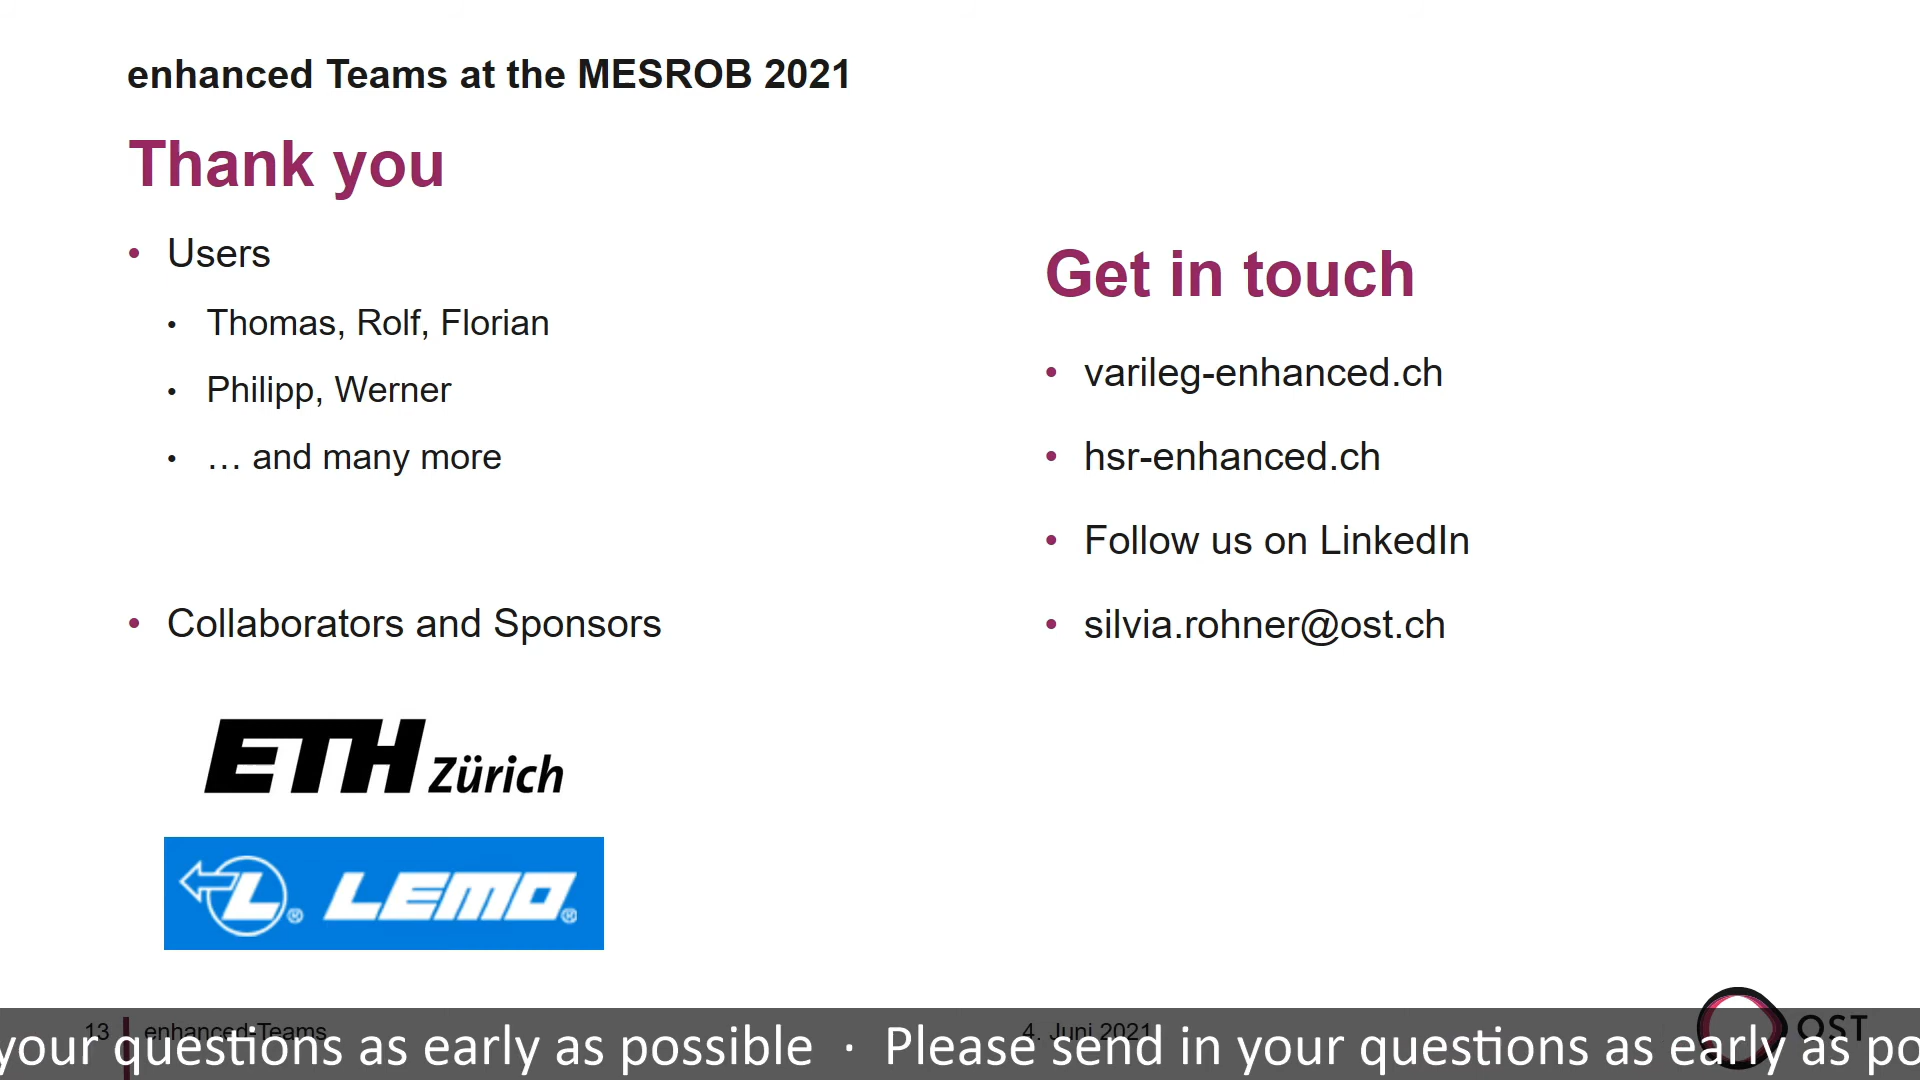 enhanced Teams at the MESROB 2021
Thank you
• Users
• Thomas, Rolf, Florian
• Philipp, Werner
• … and many more
• Collaborators and Sponsors
ETH Zürich
L® LEMO®
Get in touch
• varileg-enhanced.ch
• hsr-enhanced.ch
• Follow us on LinkedIn
• silvia.rohner@ost.ch
13 enhanced-Teams 4. Juni 2021 OST
your questions as early as possible · Please send in your questions as early as po